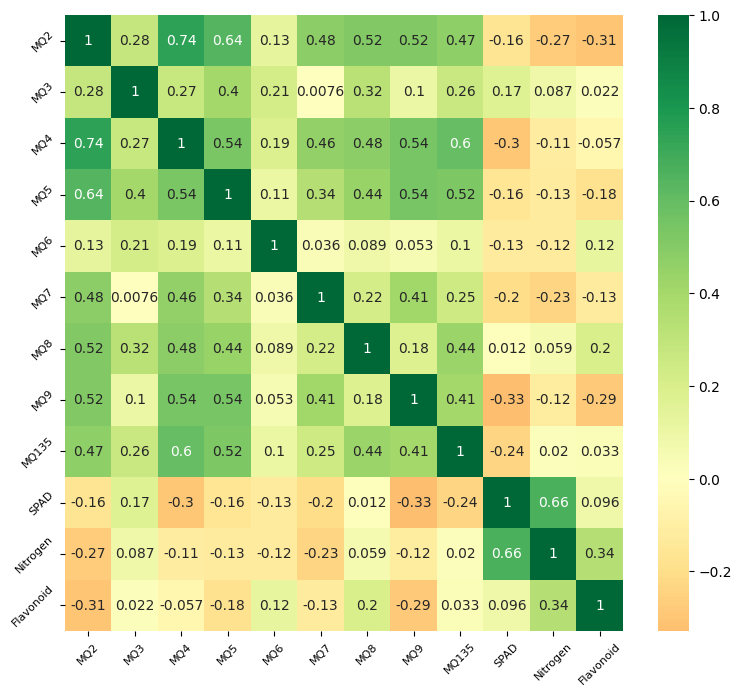 MQ2 1 0.28 0.74 0.64 0.13 0.48 0.52 0.52 0.47 -0.16 -0.27 -0.31
MQ3 0.28 1 0.27 0.4 0.21 0.0076 0.32 0.1 0.26 0.17 0.087 0.022
MQ4 0.74 0.27 1 0.54 0.19 0.46 0.48 0.54 0.6 -0.3 -0.11 -0.057
MQ5 0.64 0.4 0.54 1 0.11 0.34 0.44 0.54 0.52 -0.16 -0.13 -0.18
MQ6 0.13 0.21 0.19 0.11 1 0.036 0.089 0.053 0.1 -0.13 -0.12 0.12
MQ7 0.48 0.0076 0.46 0.34 0.036 1 0.22 0.41 0.25 -0.2 -0.23 -0.13
MQ8 0.52 0.32 0.48 0.44 0.089 0.22 1 0.18 0.44 0.012 0.059 0.2
MQ9 0.52 0.1 0.54 0.54 0.053 0.41 0.18 1 0.41 -0.33 -0.12 -0.29
MQ135 0.47 0.26 0.6 0.52 0.1 0.25 0.44 0.41 1 -0.24 0.02 0.033
SPAD -0.16 0.17 -0.3 -0.16 -0.13 -0.2 0.012 -0.33 -0.24 1 0.66 0.096
Nitrogen -0.27 0.087 -0.11 -0.13 -0.12 -0.23 0.059 -0.12 0.02 0.66 1 0.34
Flavonoid -0.31 0.022 -0.057 -0.18 0.12 -0.13 0.2 -0.29 0.033 0.096 0.34 1
MQ2 MQ3 MQ4 MQ5 MQ6 MQ7 MQ8 MQ9 MQ135 SPAD Nitrogen Flavonoid
1.0
0.8
0.6
0.4
0.2
0.0
−0.2